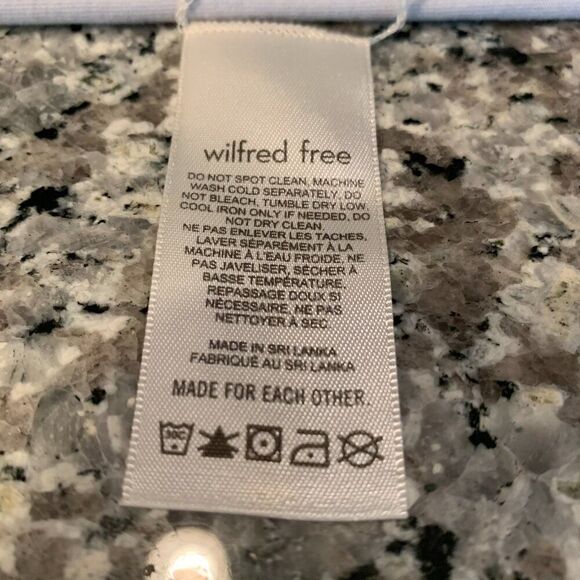 wilfred free
DO NOT SPOT CLEAN, MACHINE
WASH COLD SEPARATELY, DO
NOT BLEACH, TUMBLE DRY LOW,
COOL IRON ONLY IF NEEDED, DO
NOT DRY CLEAN.
NE PAS ENLEVER LES TACHES,
LAVER SÉPARÉMENT À LA
MACHINE À L'EAU FROIDE, NE
PAS JAVELISER, SÉCHER À
BASSE TEMPÉRATURE,
REPASSAGE DOUX SI
NÉCESSAIRE, NE PAS
NETTOYER À SEC.
MADE IN SRI LANKA
FABRIQUÉ AU SRI LANKA
MADE FOR EACH OTHER.
30C